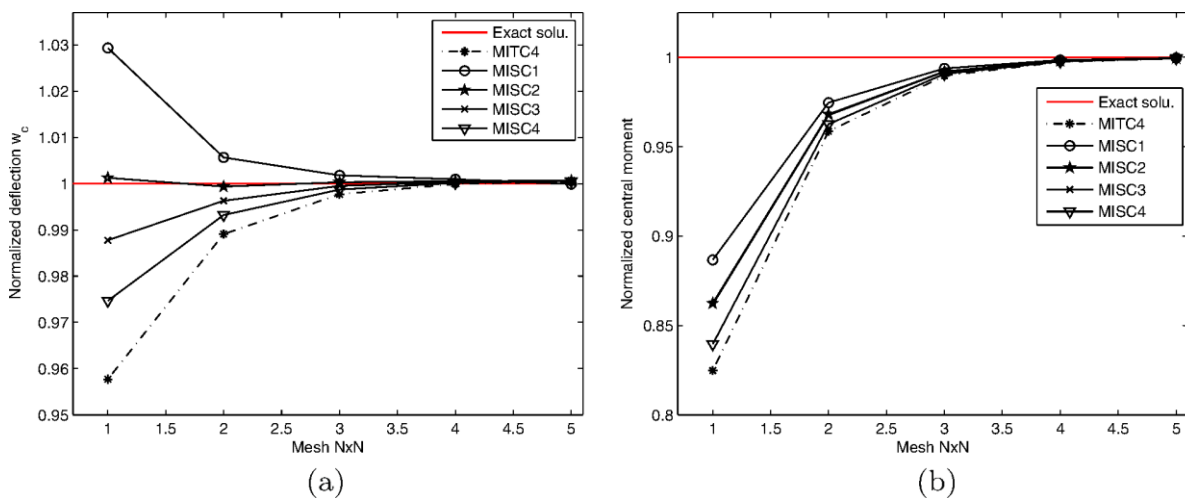 1.03
1.02
1.01
1
0.99
0.98
0.97
0.96
0.95
Normalized deflection w_c
1
1.5
2
2.5
3
3.5
4
4.5
5
Mesh NxN
Exact solu.
MITC4
MISC1
MISC2
MISC3
MISC4
(a)
1
0.95
0.9
0.85
0.8
Normalized central moment
1
1.5
2
2.5
3
3.5
4
4.5
5
Mesh NxN
Exact solu.
MITC4
MISC1
MISC2
MISC3
MISC4
(b)